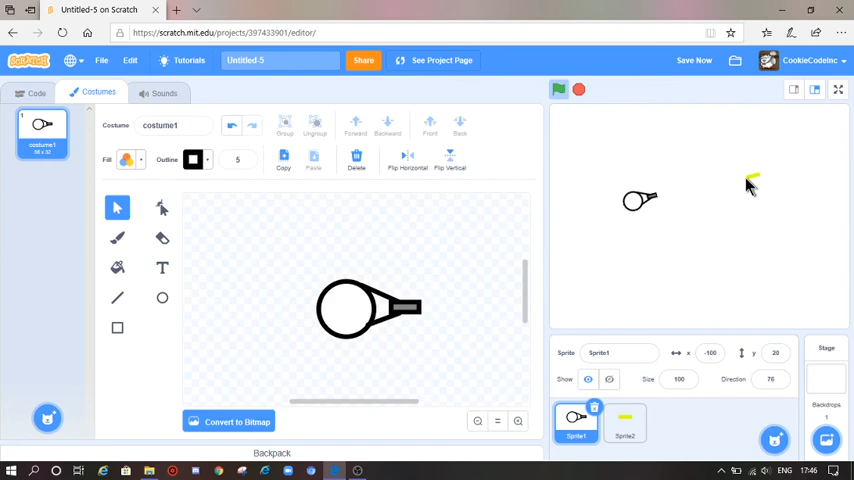 Untitled-5 on Scratch
https://scratch.mit.edu/projects/397433901/editor/
SCRATCH File Edit Tutorials Untitled-5 Share See Project Page Save Now CookieCodeinc
Code Costumes Sounds
1
costume1
Costume costume1 Group Ungroup Forward Backward Front Back
Fill Outline 5 Copy Paste Delete Flip Horizontal Flip Vertical
Convert to Bitmap
Backpack
Sprite Sprite1 x -100 y 20
Show Size 100 Direction 76
Sprite1 Sprite2
Stage
Backdrops
1
ENG 17:46